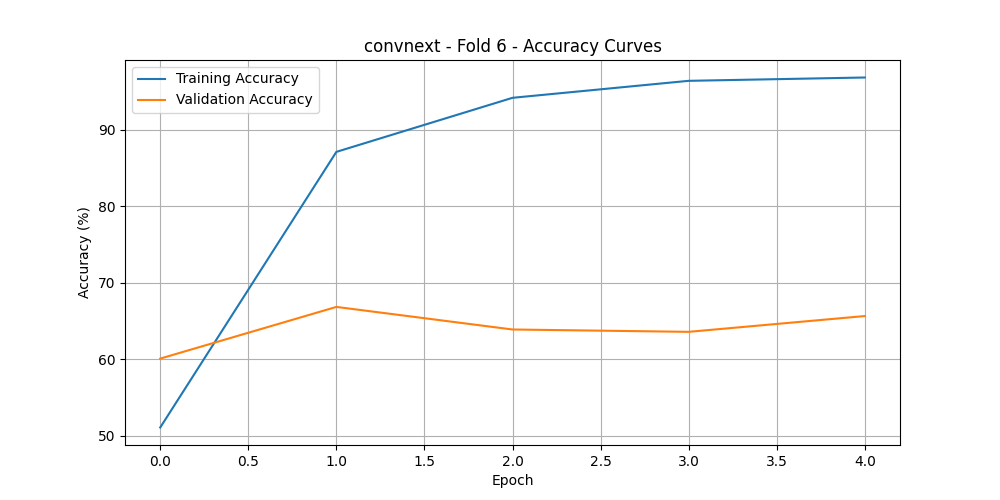 convnext - Fold 6 - Accuracy Curves
Training Accuracy
Validation Accuracy
Accuracy (%)
90
80
70
60
50
0.0 0.5 1.0 1.5 2.0 2.5 3.0 3.5 4.0
Epoch